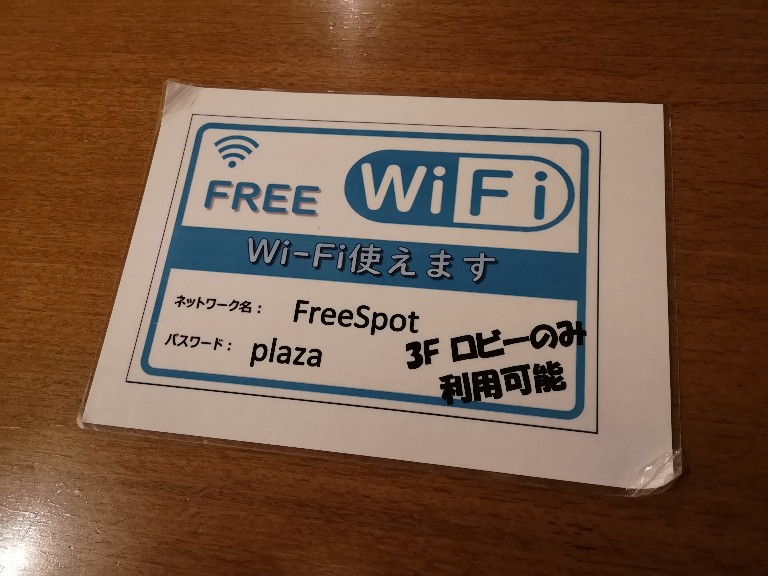 FREE WiFi
Wi-Fi使えます
ネットワーク名： FreeSpot
パスワード： plaza
3F ロビーのみ
利用可能